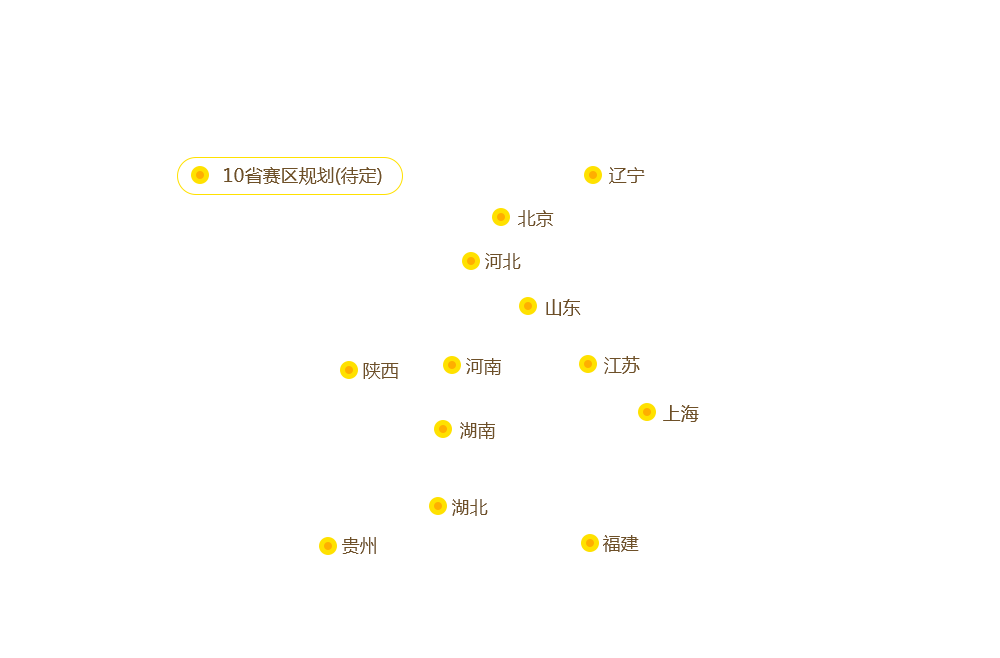 10省赛区规划(待定)
辽宁
北京
河北
山东
陕西
河南
江苏
上海
湖南
湖北
贵州
福建